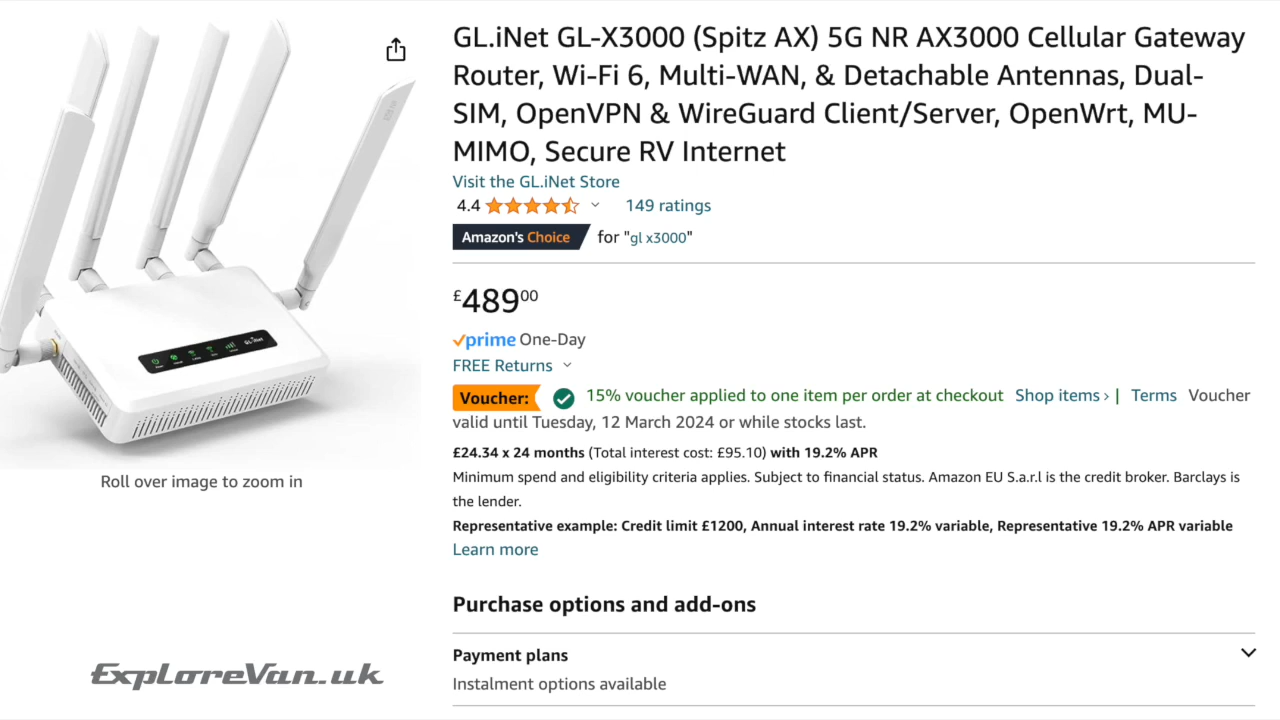 GL.iNet GL-X3000 (Spitz AX) 5G NR AX3000 Cellular Gateway
Router, Wi-Fi 6, Multi-WAN, & Detachable Antennas, Dual-
SIM, OpenVPN & WireGuard Client/Server, OpenWrt, MU-
MIMO, Secure RV Internet
Visit the GL.iNet Store
4.4 149 ratings
Amazon's Choice for "gl x3000"
£48900
prime One-Day
FREE Returns
Voucher: 15% voucher applied to one item per order at checkout Shop items › | Terms Voucher
valid until Tuesday, 12 March 2024 or while stocks last.
£24.34 x 24 months (Total interest cost: £95.10) with 19.2% APR
Minimum spend and eligibility criteria applies. Subject to financial status. Amazon EU S.a.r.l is the credit broker. Barclays is
the lender.
Representative example: Credit limit £1200, Annual interest rate 19.2% variable, Representative 19.2% APR variable
Learn more
Purchase options and add-ons
Payment plans
Instalment options available
GL.iNet
Roll over image to zoom in
ExploreVan.uk